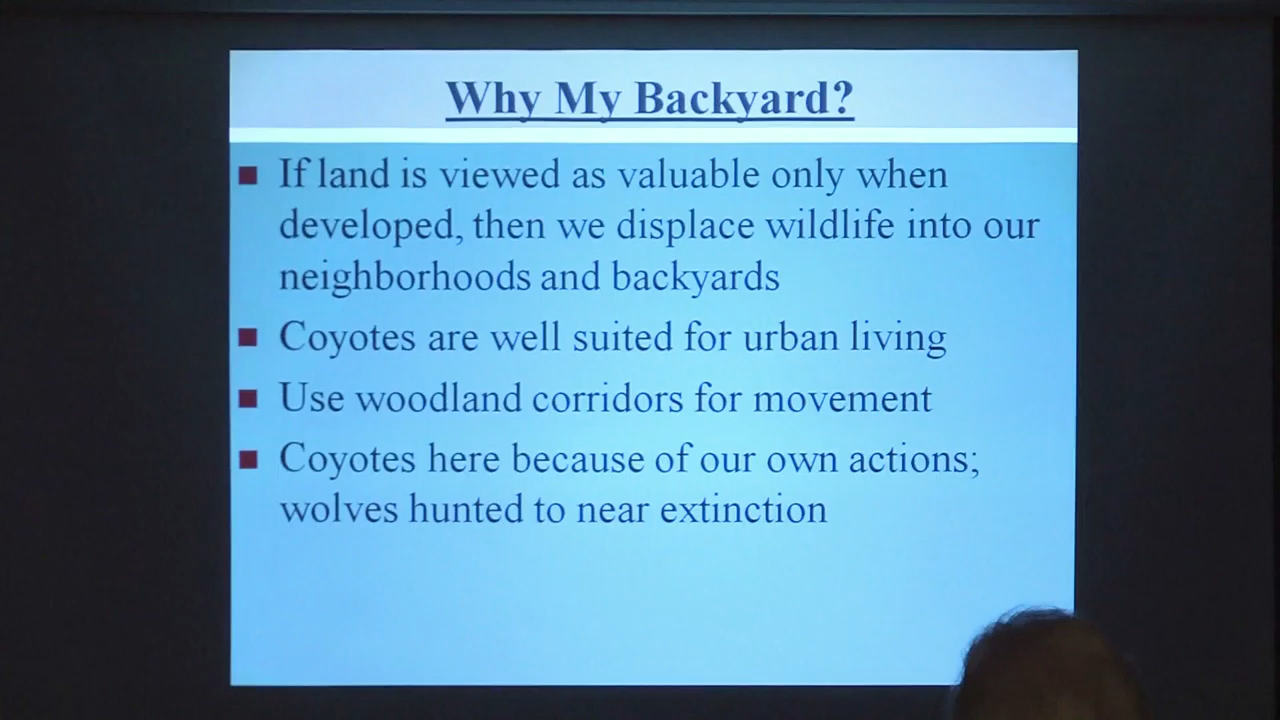 Why My Backyard?
If land is viewed as valuable only when
developed, then we displace wildlife into our
neighborhoods and backyards
Coyotes are well suited for urban living
Use woodland corridors for movement
Coyotes here because of our own actions;
wolves hunted to near extinction